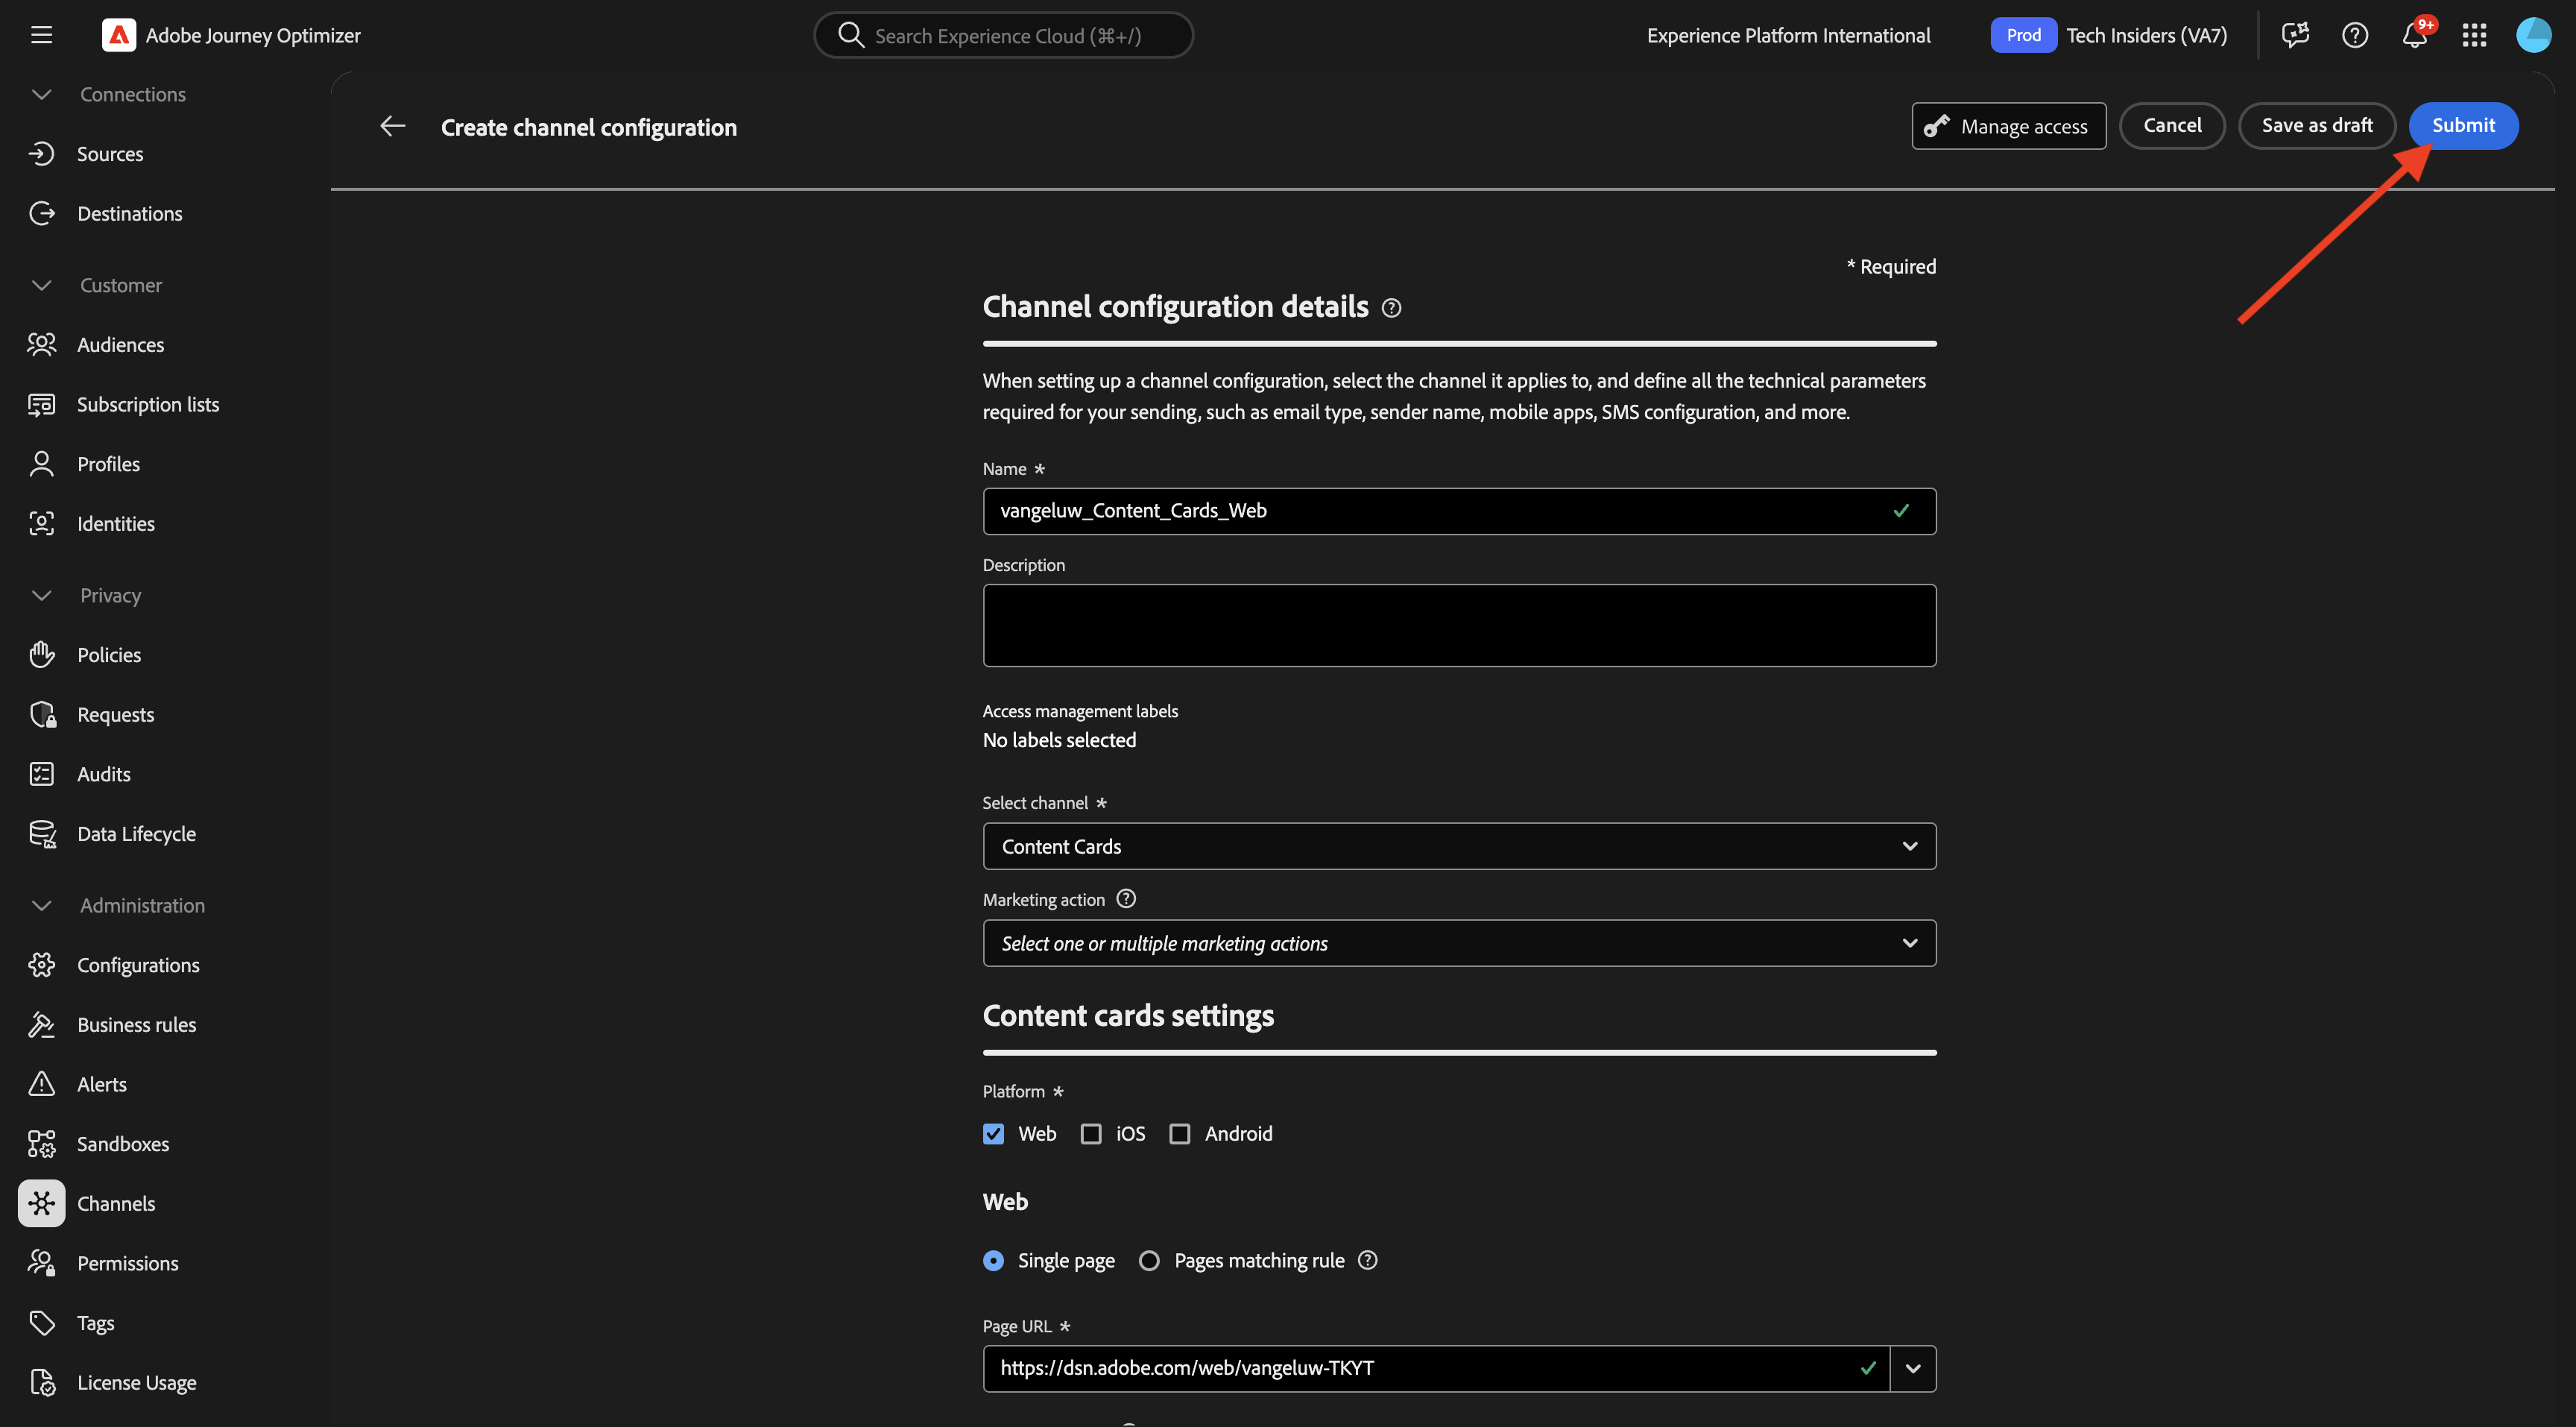 Adobe Journey Optimizer
Search Experience Cloud (⌘+/)
Experience Platform International
Prod
Tech Insiders (VA7)
9+
Connections
Sources
Destinations
Customer
Audiences
Subscription lists
Profiles
Identities
Privacy
Policies
Requests
Audits
Data Lifecycle
Administration
Configurations
Business rules
Alerts
Sandboxes
Channels
Permissions
Tags
License Usage
Create channel configuration
Manage access
Cancel
Save as draft
Submit
* Required
Channel configuration details
When setting up a channel configuration, select the channel it applies to, and define all the technical parameters
required for your sending, such as email type, sender name, mobile apps, SMS configuration, and more.
Name *
vangeluw_Content_Cards_Web
Description
Access management labels
No labels selected
Select channel *
Content Cards
Marketing action
Select one or multiple marketing actions
Content cards settings
Platform *
Web
iOS
Android
Web
Single page
Pages matching rule
Page URL *
https://dsn.adobe.com/web/vangeluw-TKYT